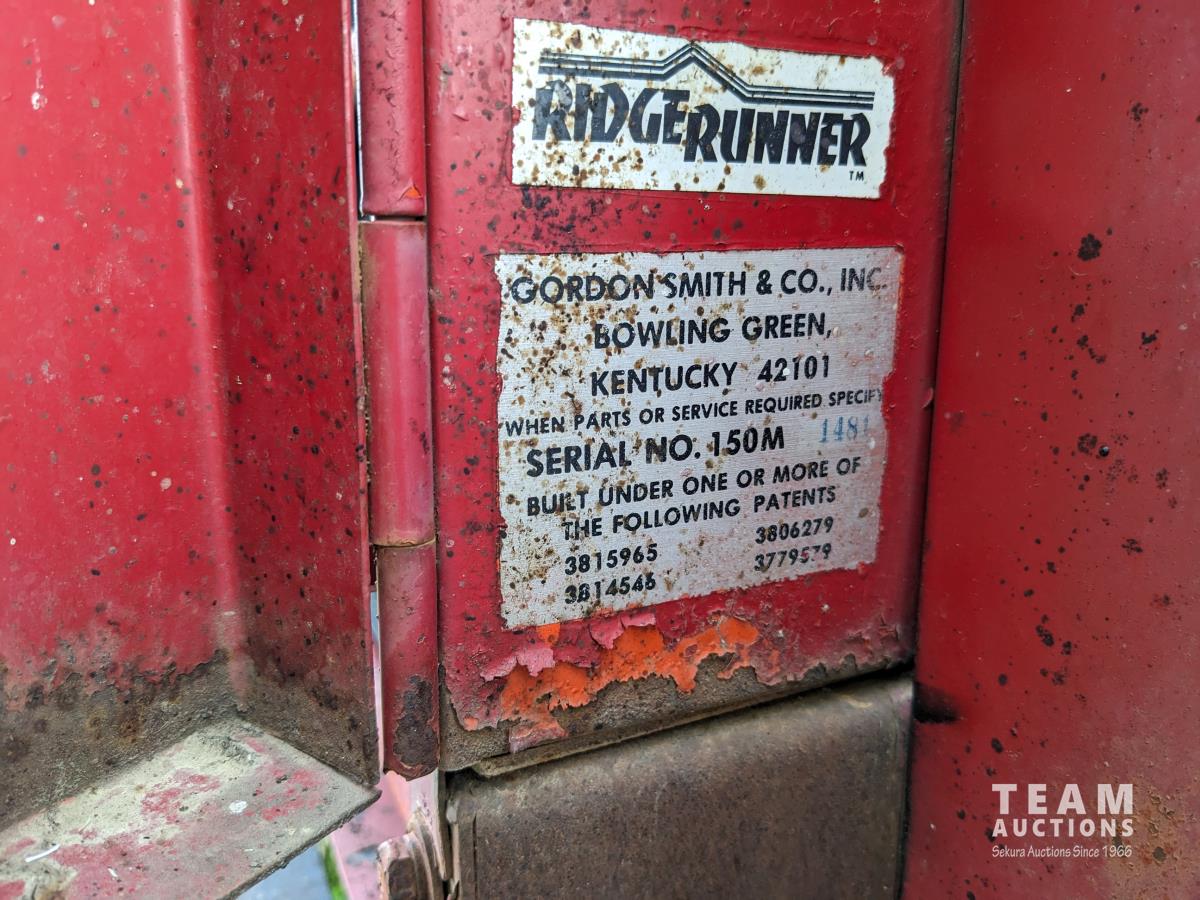 RIDGERUNNER
TM
GORDON SMITH & CO., INC.
BOWLING GREEN,
KENTUCKY 42101
WHEN PARTS OR SERVICE REQUIRED SPECIFY
SERIAL NO. 150M 1481
BUILT UNDER ONE OR MORE OF
THE FOLLOWING PATENTS
3815965 3806279
3814546 3779579
TEAM
AUCTIONS
Sekura Auctions Since 1966